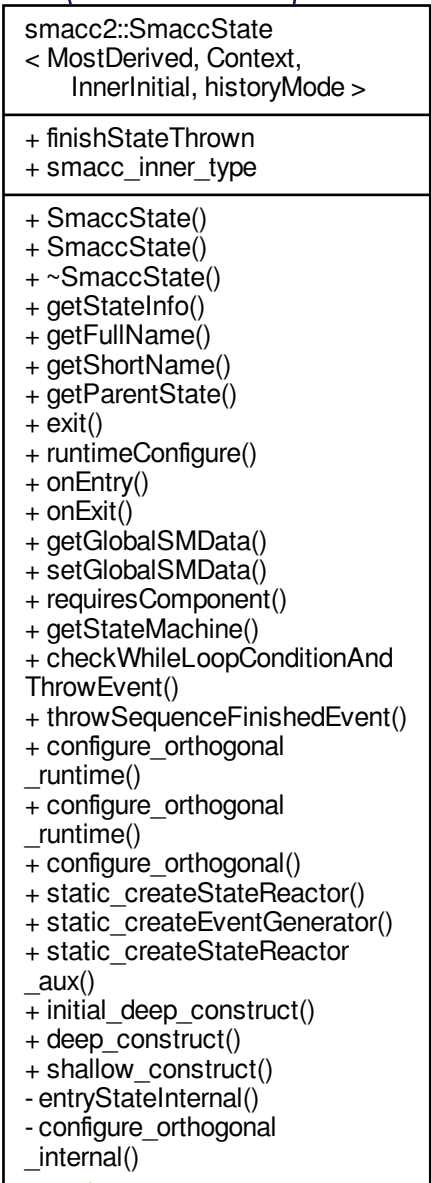 smacc2::SmaccState
< MostDerived, Context,
InnerInitial, historyMode >
+ finishStateThrown
+ smacc_inner_type
+ SmaccState()
+ SmaccState()
+ ~SmaccState()
+ getStateInfo()
+ getFullName()
+ getShortName()
+ getParentState()
+ exit()
+ runtimeConfigure()
+ onEntry()
+ onExit()
+ getGlobalSMData()
+ setGlobalSMData()
+ requiresComponent()
+ getStateMachine()
+ checkWhileLoopConditionAnd
ThrowEvent()
+ throwSequenceFinishedEvent()
+ configure_orthogonal
_runtime()
+ configure_orthogonal
_runtime()
+ configure_orthogonal()
+ static_createStateReactor()
+ static_createEventGenerator()
+ static_createStateReactor
_aux()
+ initial_deep_construct()
+ deep_construct()
+ shallow_construct()
- entryStateInternal()
- configure_orthogonal
_internal()